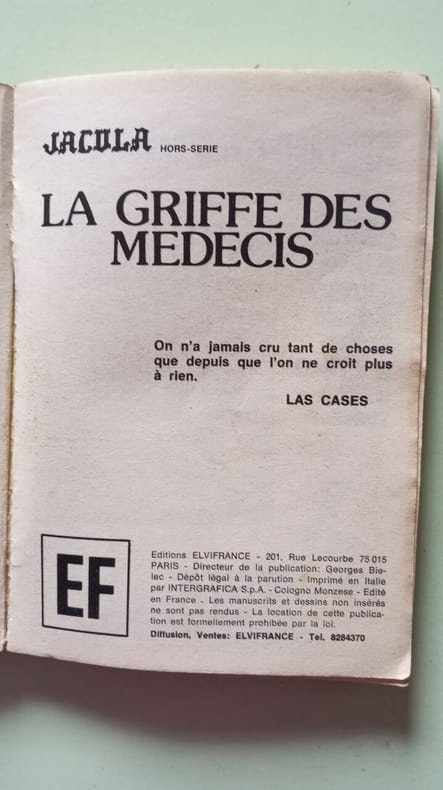 JACULA HORS-SERIE
LA GRIFFE DES
MEDECIS
On n'a jamais cru tant de choses
que depuis que l'on ne croit plus
à rien.
LAS CASES
EF
Editions ELVIFRANCE - 201, Rue Lecourbe 75 015
PARIS - Directeur de la publication: Georges Bie-
lec - Dépôt légal à la parution - Imprimé en Italie
par INTERGRAFICA S.p.A. - Cologno Monzese - Edité
en France - Les manuscrits et dessins non insérés
ne sont pas rendus - La location de cette publica-
tion est formellement prohibée par la loi.
Diffusion, Ventes: ELVIFRANCE - Tel. 8284370